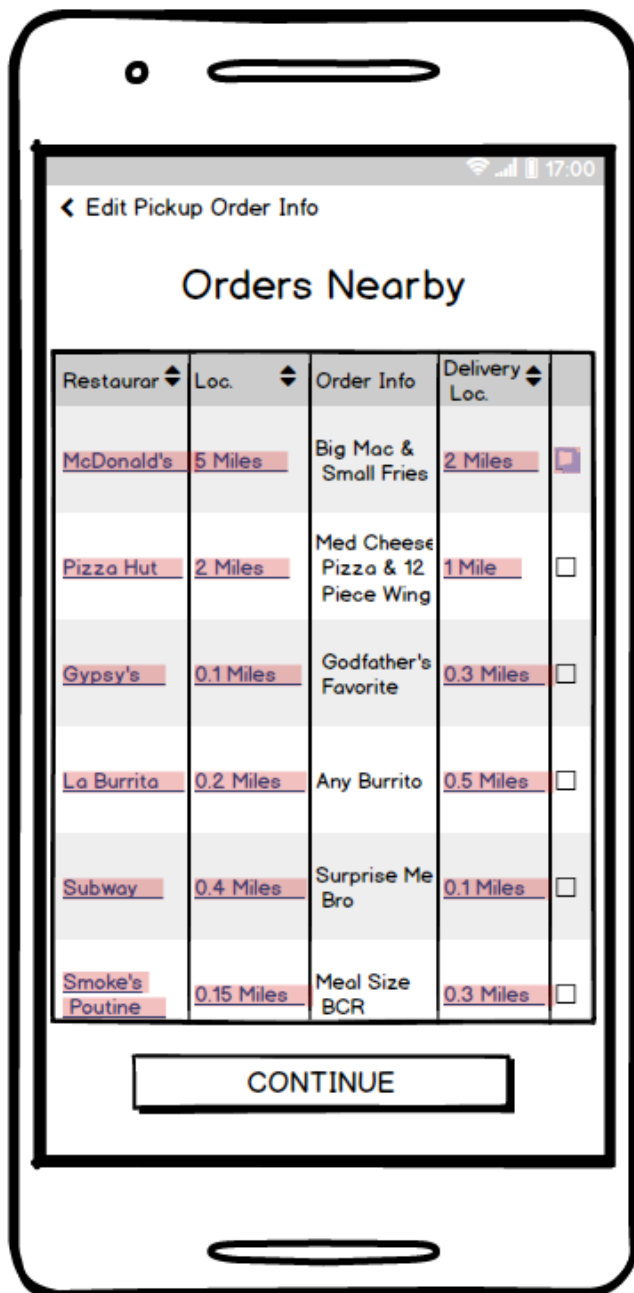 17:00
Edit Pickup Order Info
Orders Nearby
Restaurar Loc. Order Info Delivery
Loc.
McDonald's 5 Miles Big Mac & 2 Miles
Small Fries
Med Cheese
Pizza Hut 2 Miles Pizza & 12 1 Mile
Piece Wing
Gypsy's 0.1 Miles Godfather's 0.3 Miles
Favorite
La Burrita 0.2 Miles Any Burrito 0.5 Miles
Subway 0.4 Miles Surprise Me 0.1 Miles
Bro
Smoke's 0.15 Miles Meal Size 0.3 Miles
Poutine BCR
CONTINUE